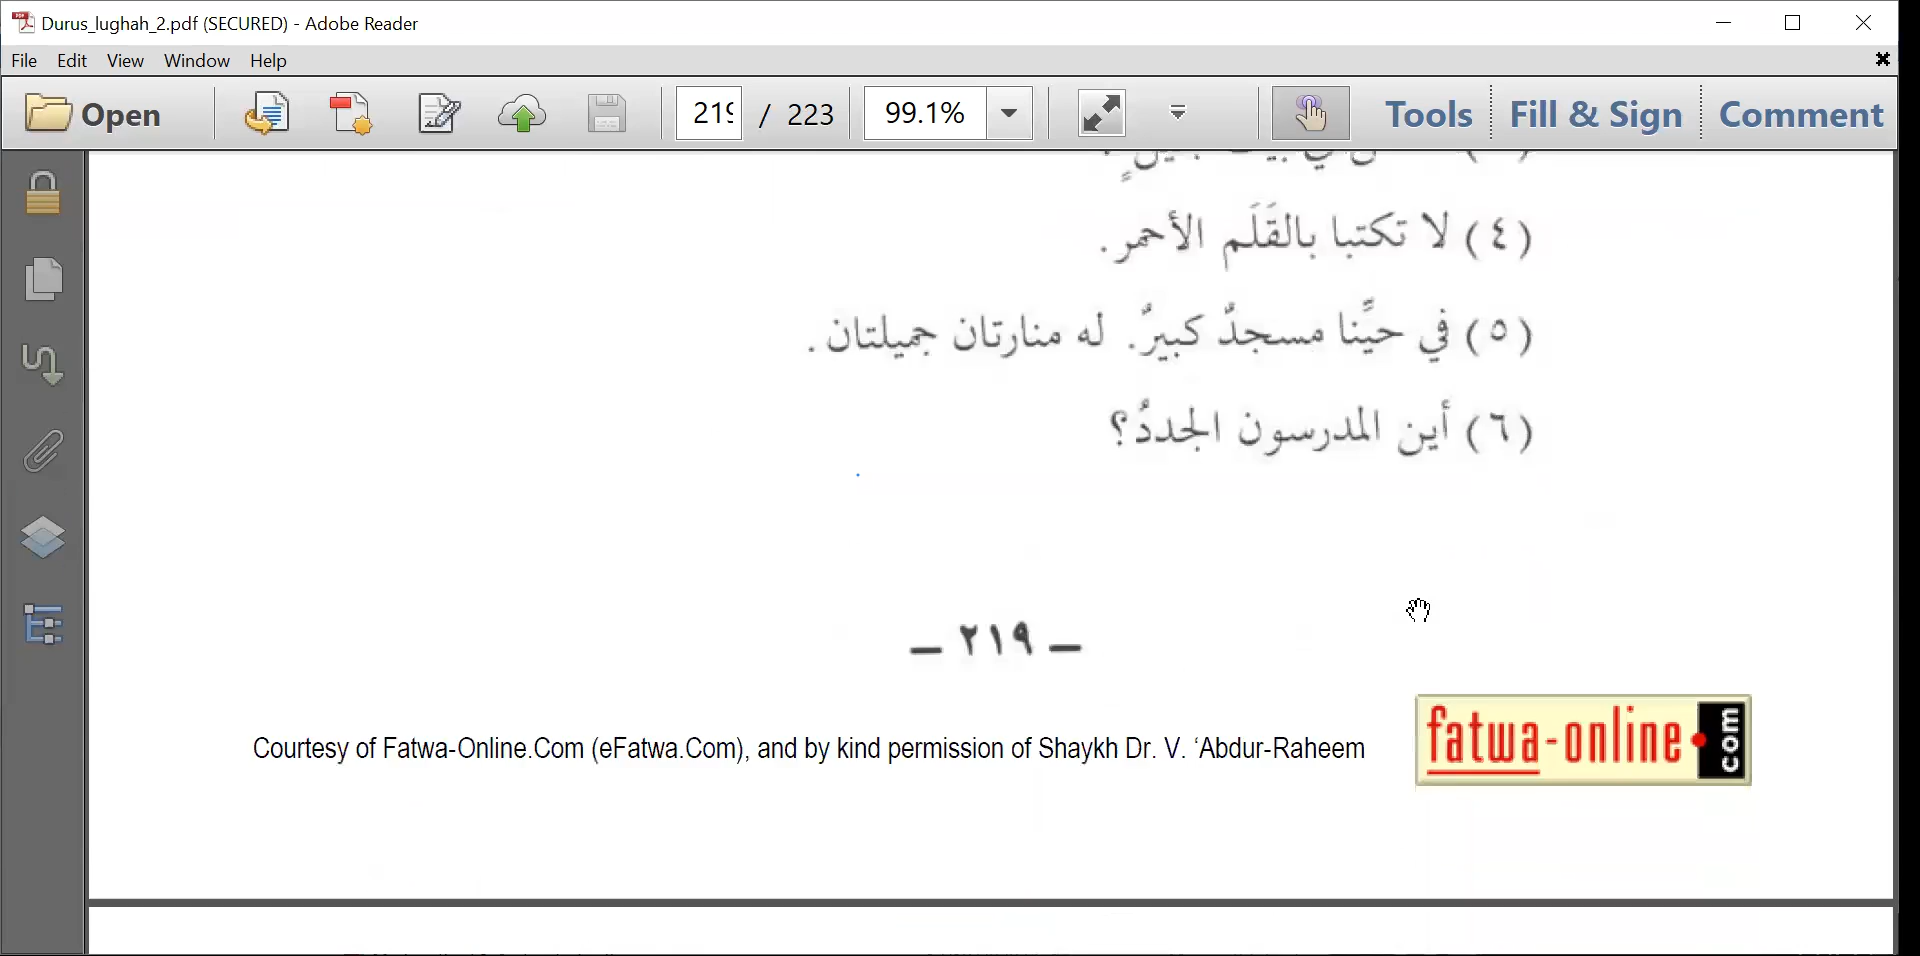 Durus_lughah_2.pdf (SECURED) - Adobe Reader
File Edit View Window Help
Open 219 / 223 99.1% Tools Fill & Sign Comment
(٤) لا تكتبا بالقَلَم الأحمرِ.
(٥) في حيِّنا مسجدٌ كبيرٌ. له منارتان جميلتان.
(٦) أين المدرسون الجددُ؟
– ٢١٩ –
Courtesy of Fatwa-Online.Com (eFatwa.Com), and by kind permission of Shaykh Dr. V. ‘Abdur-Raheem
fatwa-online.com